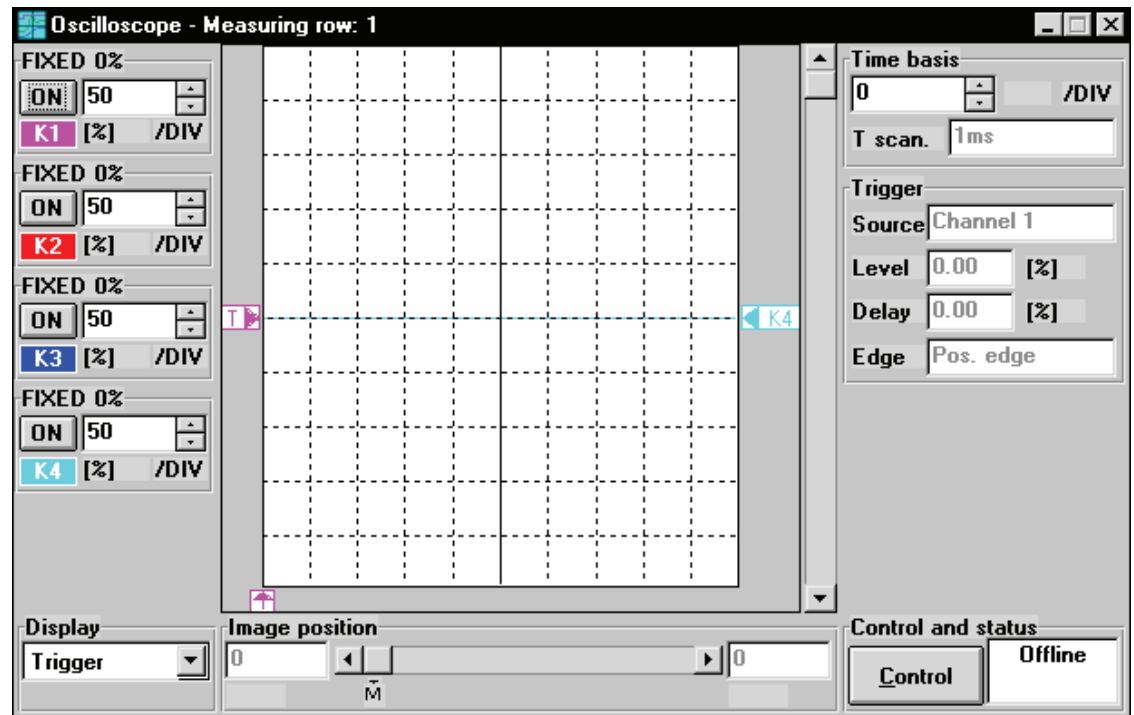 Oscilloscope - Measuring row: 1
FIXED 0%
ON 50
K1 [%] /DIV
FIXED 0%
ON 50
K2 [%] /DIV
FIXED 0%
ON 50
K3 [%] /DIV
FIXED 0%
ON 50
K4 [%] /DIV
T
K4
Time basis
0 /DIV
T scan. 1ms
Trigger
Source Channel 1
Level 0.00 [%]
Delay 0.00 [%]
Edge Pos. edge
Display
Trigger
Image position
0 0
M
Control and status
Control Offline